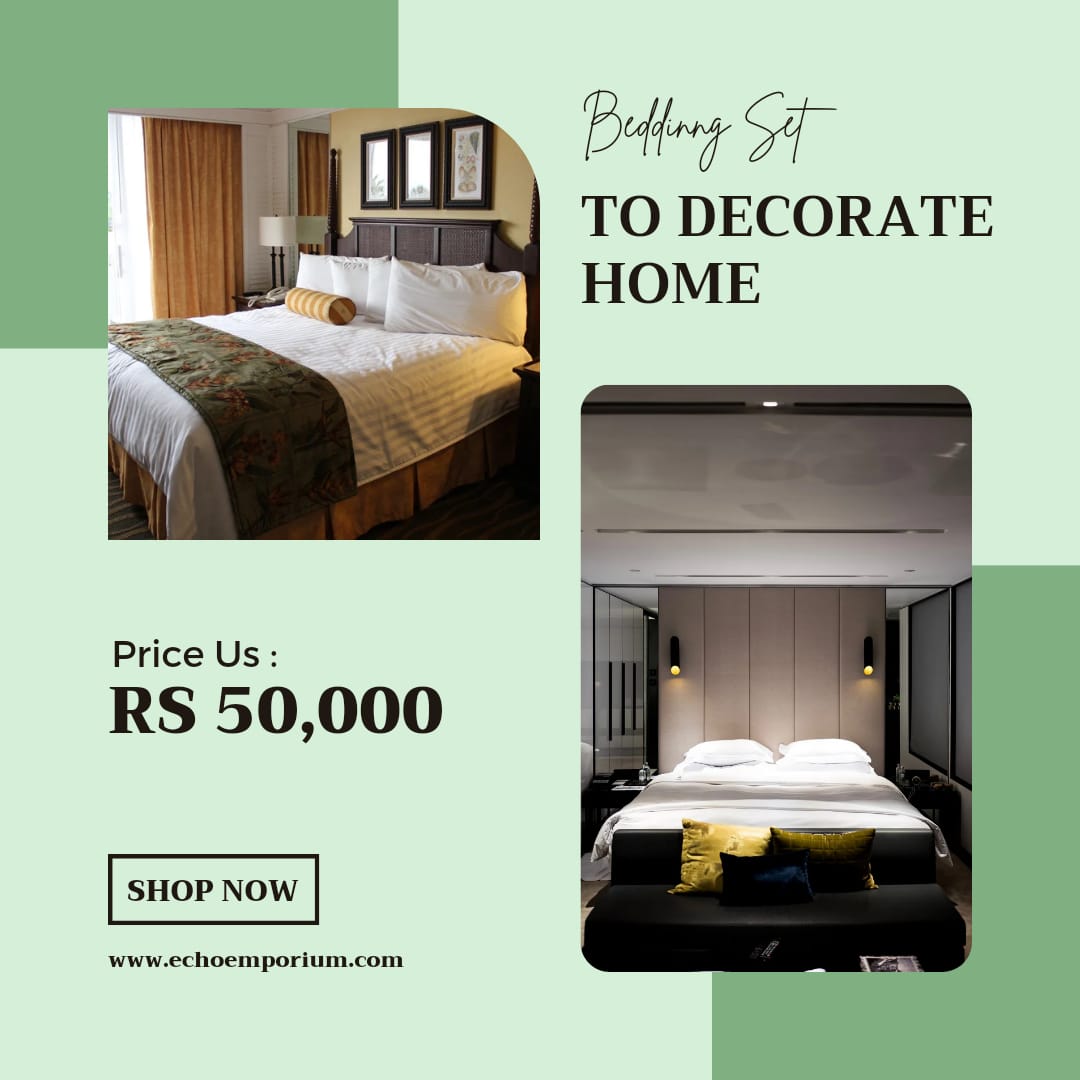 Beddinng Set
TO DECORATE
HOME
Price Us :
RS 50,000
SHOP NOW
www.echoemporium.com